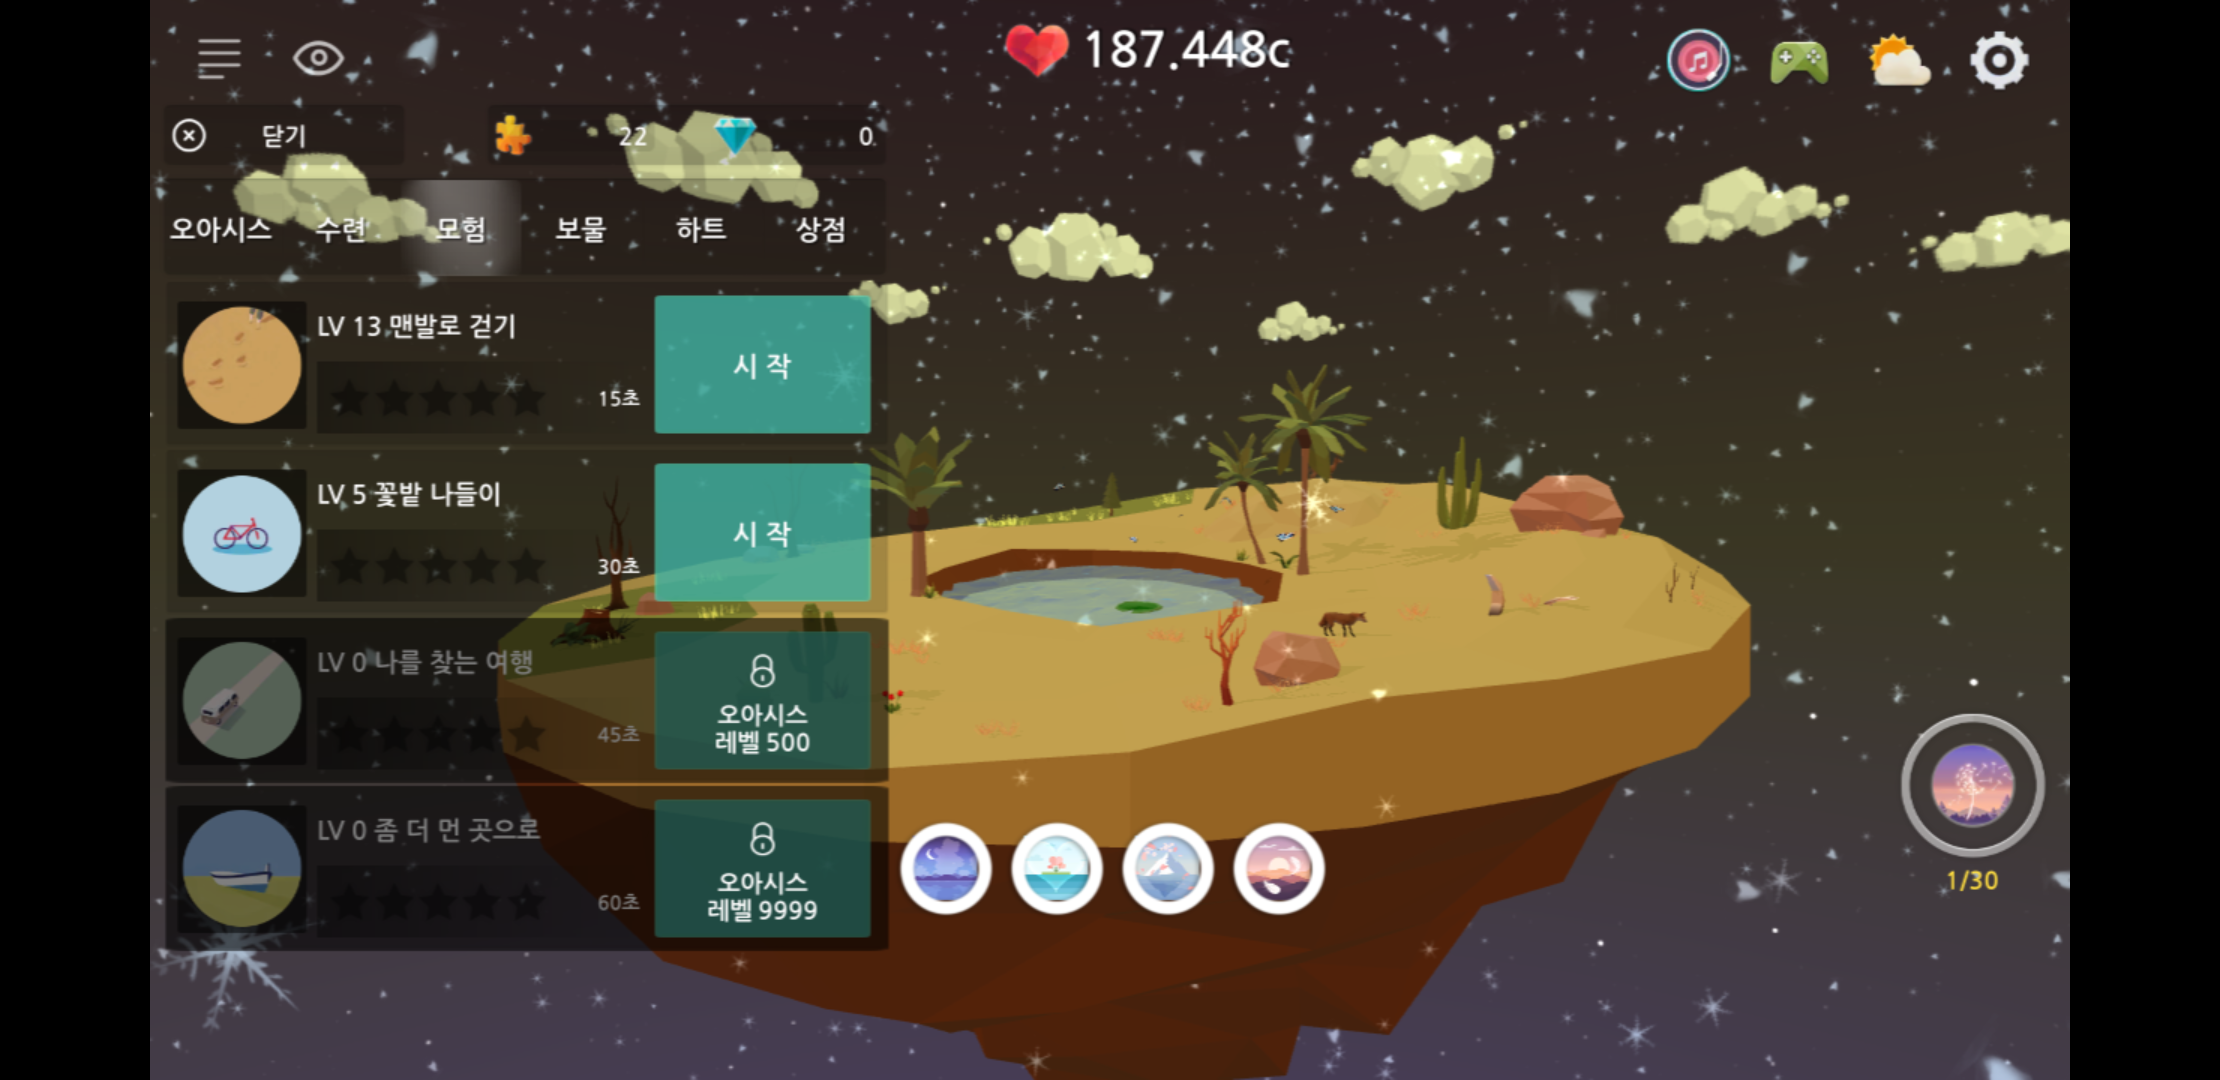 187.448c
닫기
22
0
오아시스 수련 모험 보물 하트 상점
LV 13 맨발로 걷기
15초
시 작
LV 5 꽃밭 나들이
30초
시 작
LV 0 나를 찾는 여행
45초
오아시스
레벨 500
LV 0 좀 더 먼 곳으로
60초
오아시스
레벨 9999
1/30